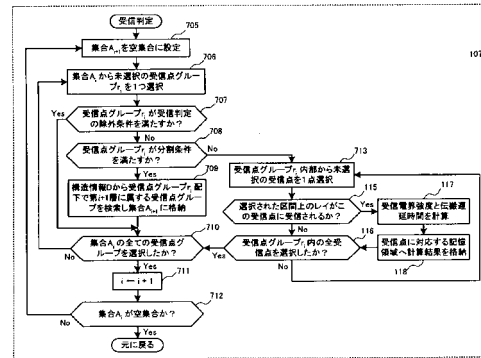 受信判定
705
集合Ai+1を空集合に設定
706
集合Aiから未選択の受信点グループriを1つ選択
707
受信点グループriが受信判定の除外条件を満たすか？
Yes
No
708
受信点グループriが分割条件を満たすか？
No
Yes
709
構造情報Dから受信点グループri配下で第i+1層に属する受信点グループを検索し集合Ai+1に格納
710
集合Aiの全ての受信点グループを選択したか？
No
Yes
711
i ← i + 1
712
集合Aiが空集合か？
No
Yes
元に戻る
107
713
受信点グループri内部から未選択の受信点を1点選択
115
選択された区間上のレイがこの受信点に受信されるか？
Yes
No
117
受信電界強度と伝搬遅延時間を計算
116
受信点グループri内の全受信点を選択したか？
Yes
No
受信点に対応する記憶領域へ計算結果を格納
118